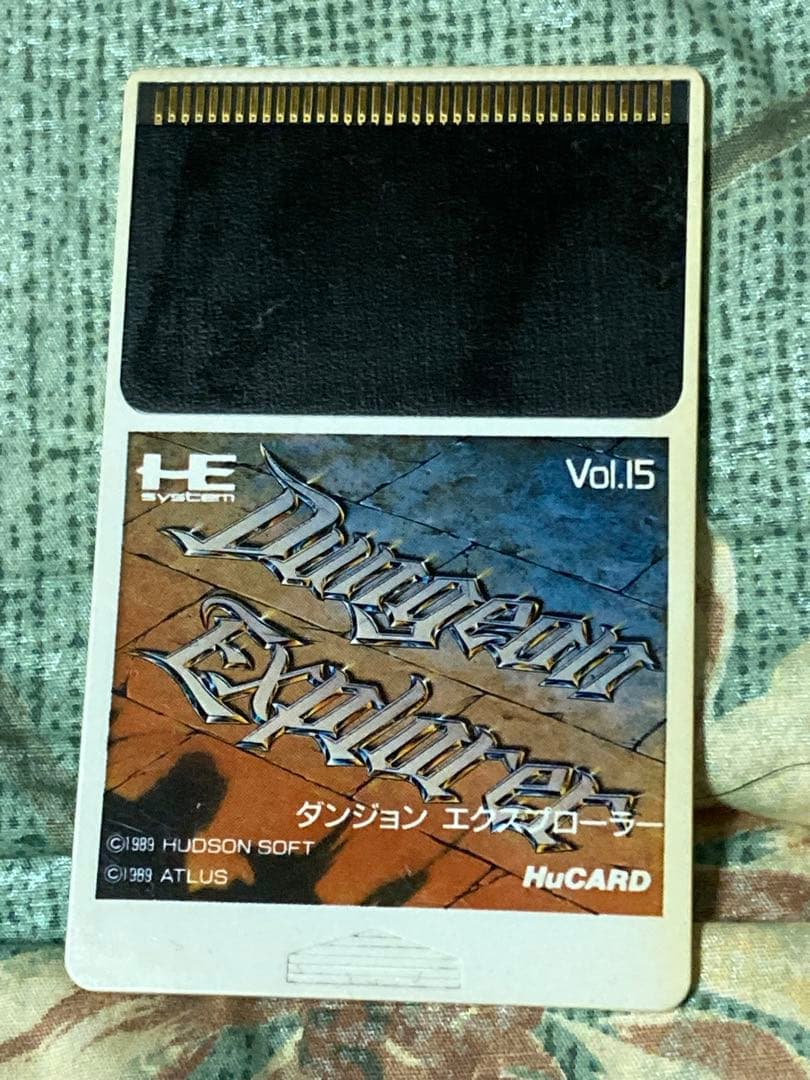 HE
system
Vol.15
Dungeon
Explorer
ダンジョン エクスプローラー
©1989 HUDSON SOFT
©1989 ATLUS
HuCARD